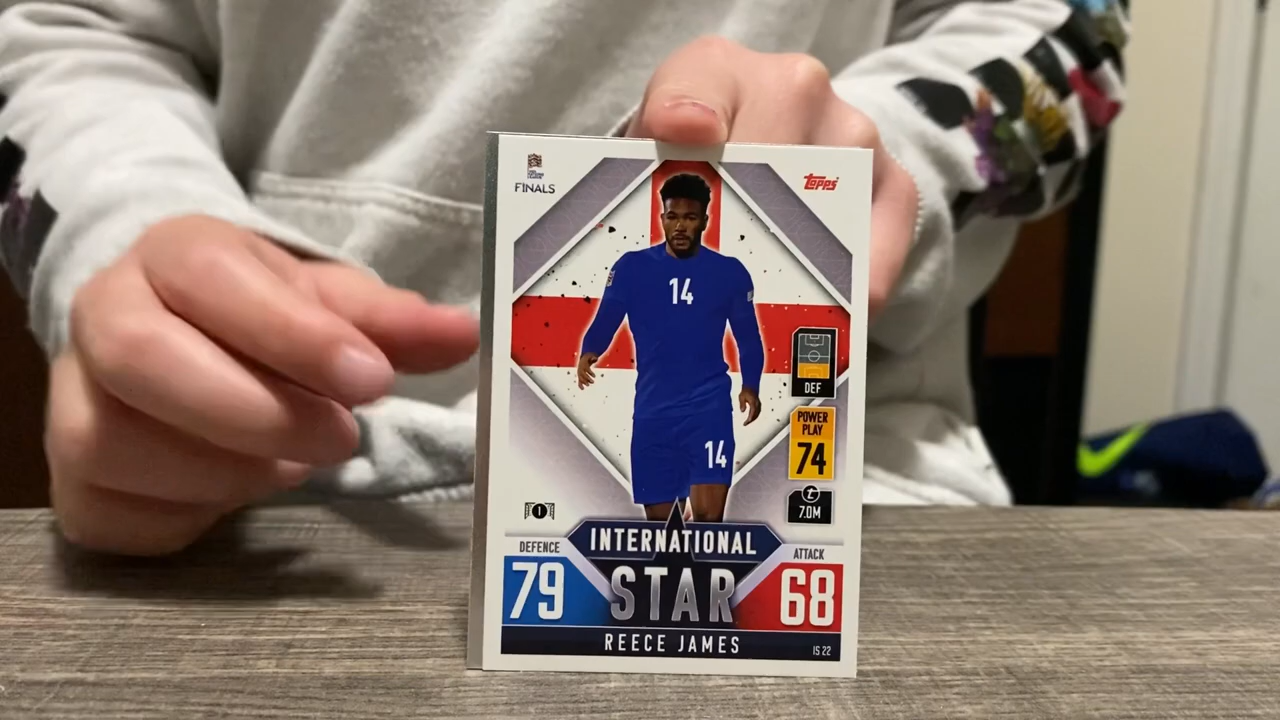 FINALS
topps
14
14
DEF
POWER
PLAY
74
7.0M
1
INTERNATIONAL
STAR
DEFENCE
79
ATTACK
68
REECE JAMES
IS 22